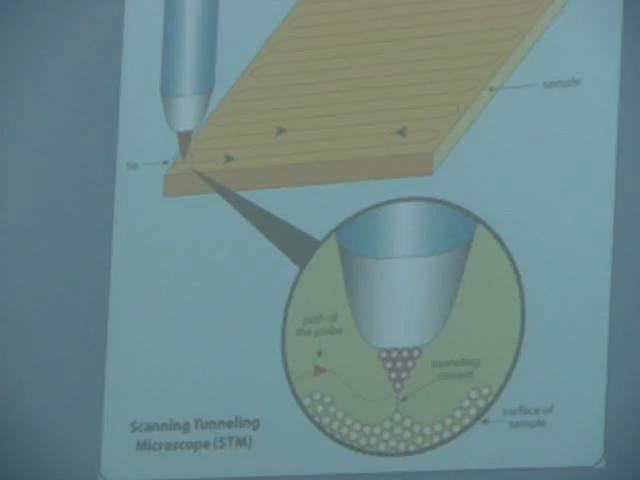 sample
tip
path of
the probe
tunneling
current
surface of
sample
Scanning Tunneling
Microscope (STM)